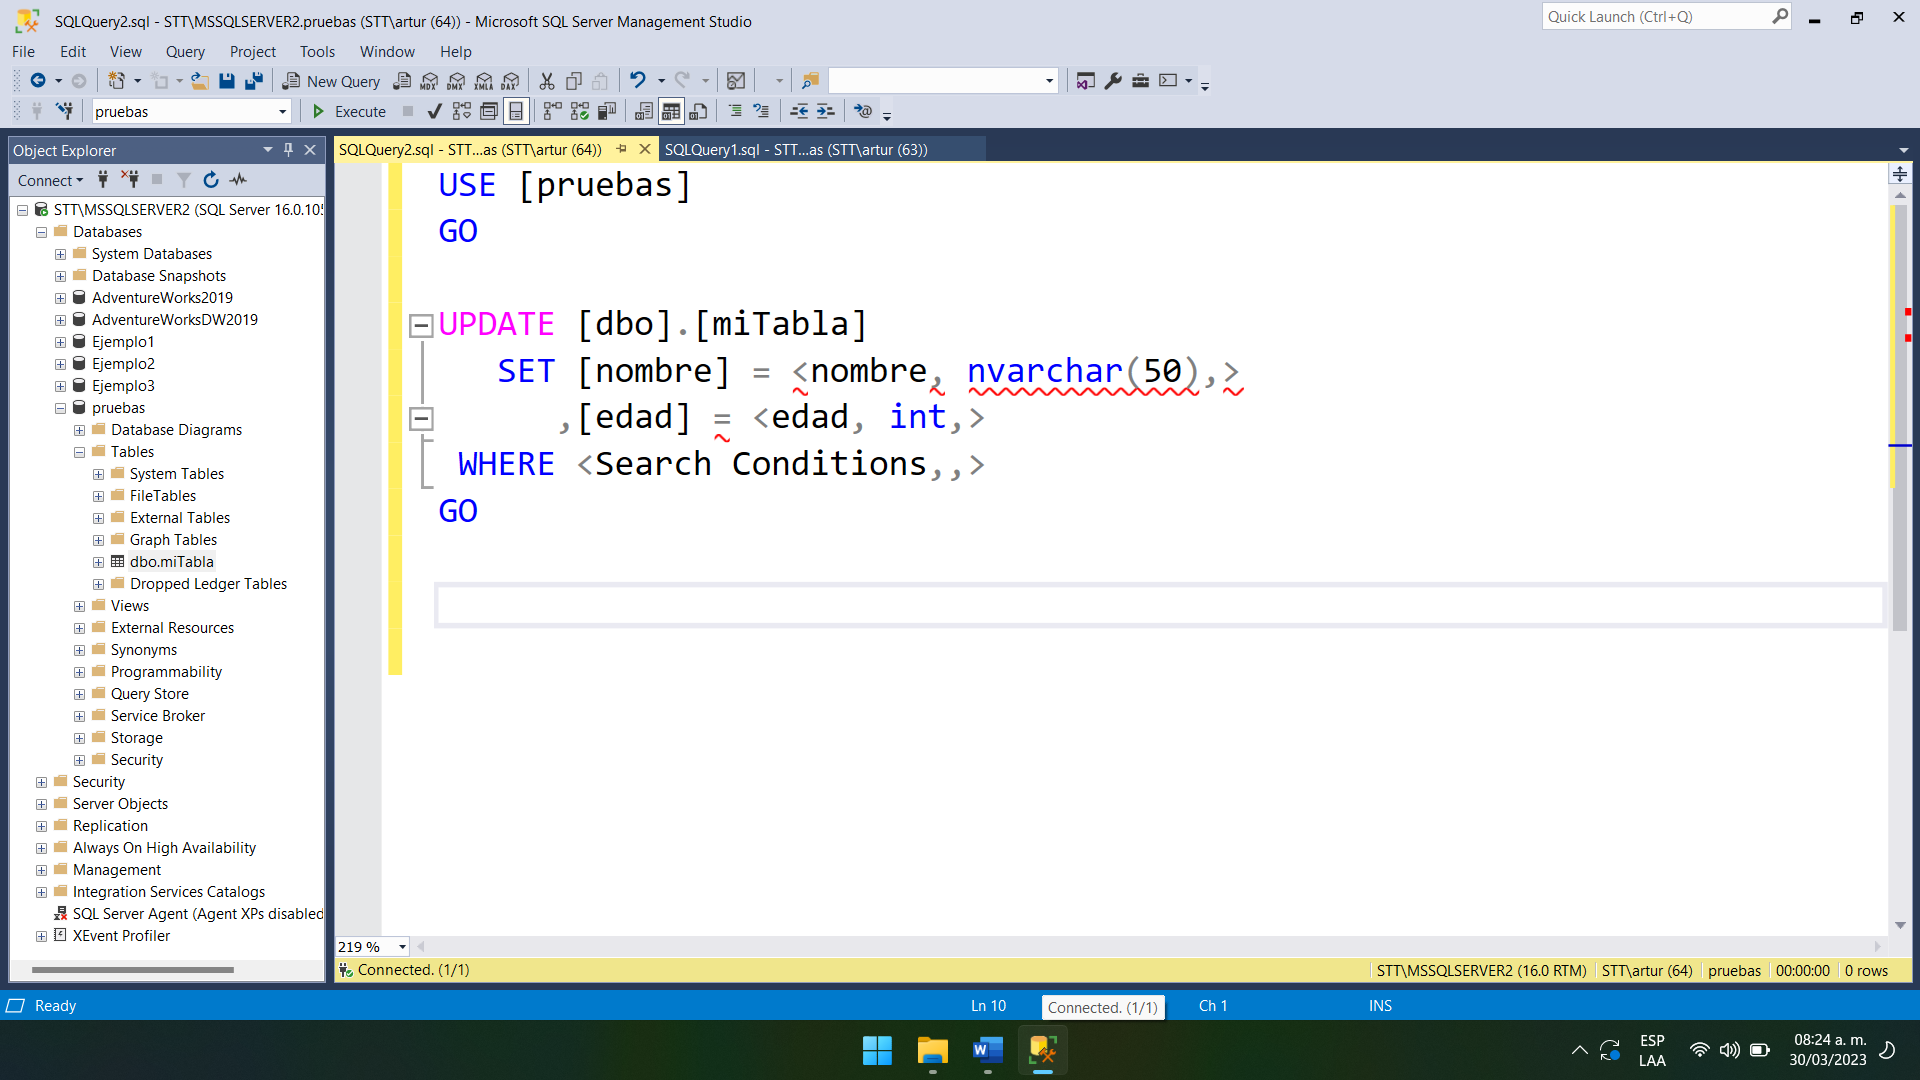 SQLQuery2.sql - STT\MSSQLSERVER2.pruebas (STT\artur (64)) - Microsoft SQL Server Management Studio
Quick Launch (Ctrl+Q)
File Edit View Query Project Tools Window Help
New Query
MDX DMX XMLA DAX
pruebas
Execute
Object Explorer
SQLQuery2.sql - STT...as (STT\artur (64))
SQLQuery1.sql - STT...as (STT\artur (63))
Connect
STT\MSSQLSERVER2 (SQL Server 16.0.105
Databases
System Databases
Database Snapshots
AdventureWorks2019
AdventureWorksDW2019
Ejemplo1
Ejemplo2
Ejemplo3
pruebas
Database Diagrams
Tables
System Tables
FileTables
External Tables
Graph Tables
dbo.miTabla
Dropped Ledger Tables
Views
External Resources
Synonyms
Programmability
Query Store
Service Broker
Storage
Security
Security
Server Objects
Replication
Always On High Availability
Management
Integration Services Catalogs
SQL Server Agent (Agent XPs disabled
XEvent Profiler
USE [pruebas]
GO
UPDATE [dbo].[miTabla]
SET [nombre] = <nombre, nvarchar(50),>
,[edad] = <edad, int,>
WHERE <Search Conditions,,>
GO
219 %
Connected. (1/1)
STT\MSSQLSERVER2 (16.0 RTM)
STT\artur (64)
pruebas
00:00:00
0 rows
Ready
Ln 10
Connected. (1/1)
Ch 1
INS
ESP
LAA
08:24 a. m.
30/03/2023